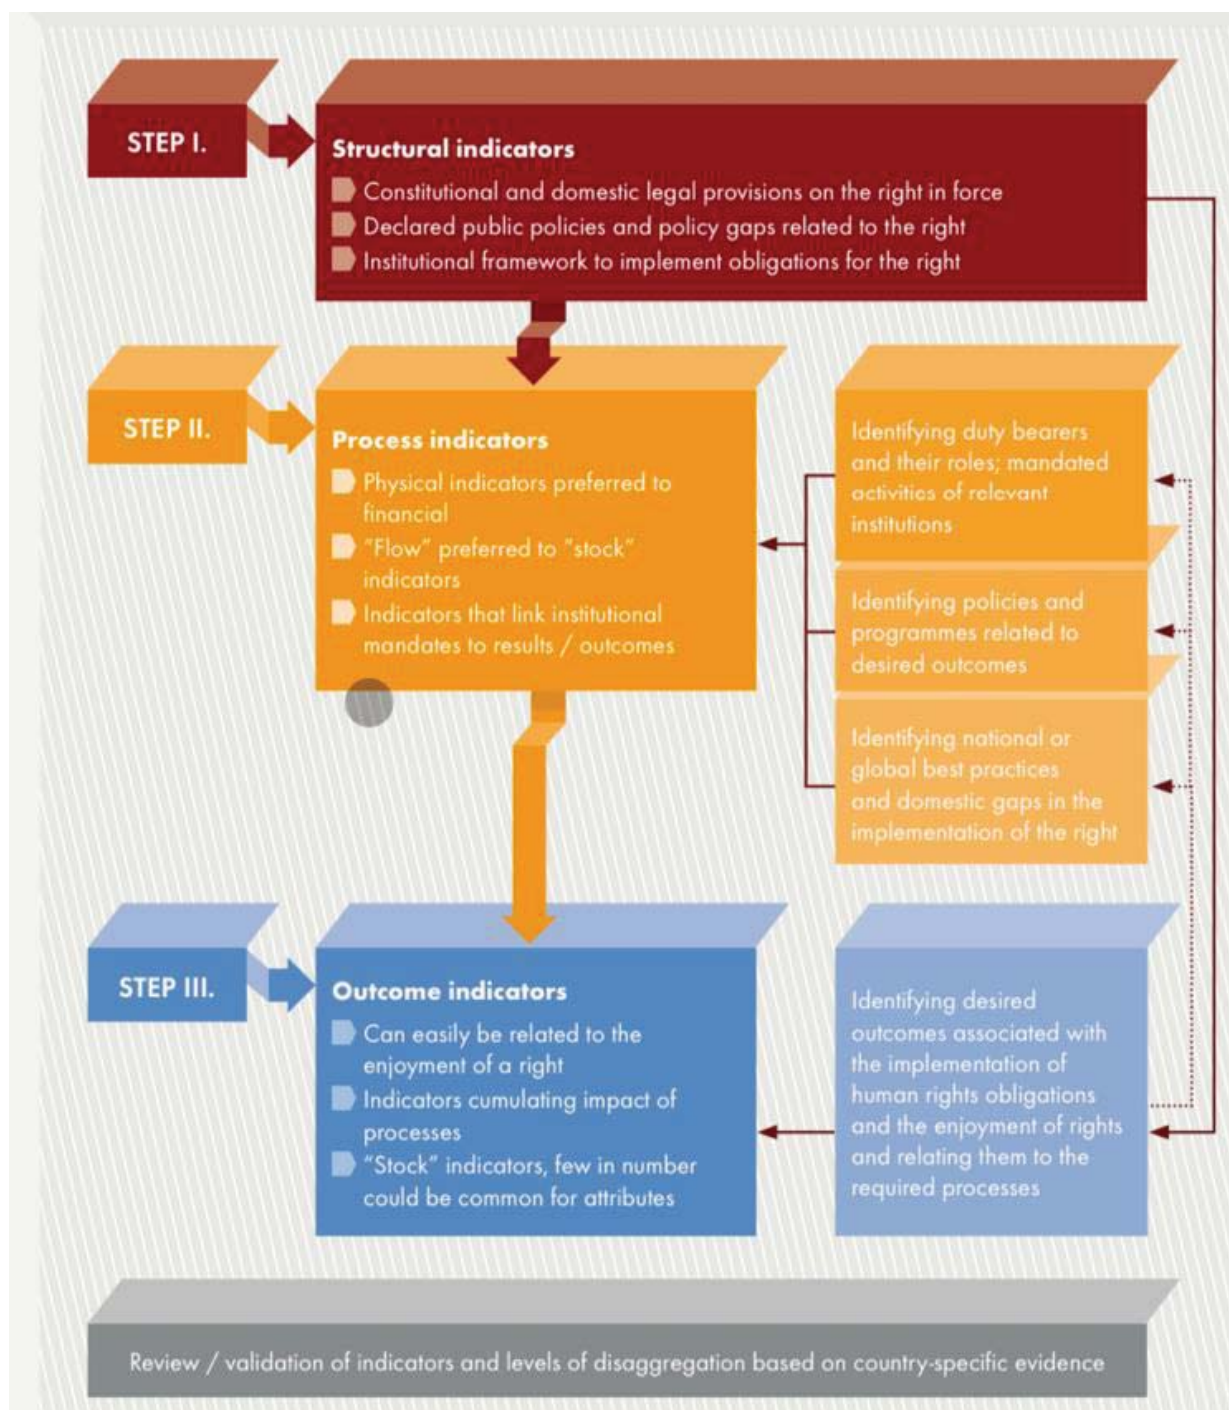 STEP I.
Structural indicators
Constitutional and domestic legal provisions on the right in force
Declared public policies and policy gaps related to the right
Institutional framework to implement obligations for the right
STEP II.
Process indicators
Physical indicators preferred to
financial
“Flow” preferred to “stock”
indicators
Indicators that link institutional
mandates to results / outcomes
Identifying duty bearers
and their roles; mandated
activities of relevant
institutions
Identifying policies and
programmes related to
desired outcomes
Identifying national or
global best practices
and domestic gaps in the
implementation of the right
STEP III.
Outcome indicators
Can easily be related to the
enjoyment of a right
Indicators cumulating impact of
processes
“Stock” indicators, few in number
could be common for attributes
Identifying desired
outcomes associated with
the implementation of
human rights obligations
and the enjoyment of rights
and relating them to the
required processes
Review / validation of indicators and levels of disaggregation based on country-specific evidence